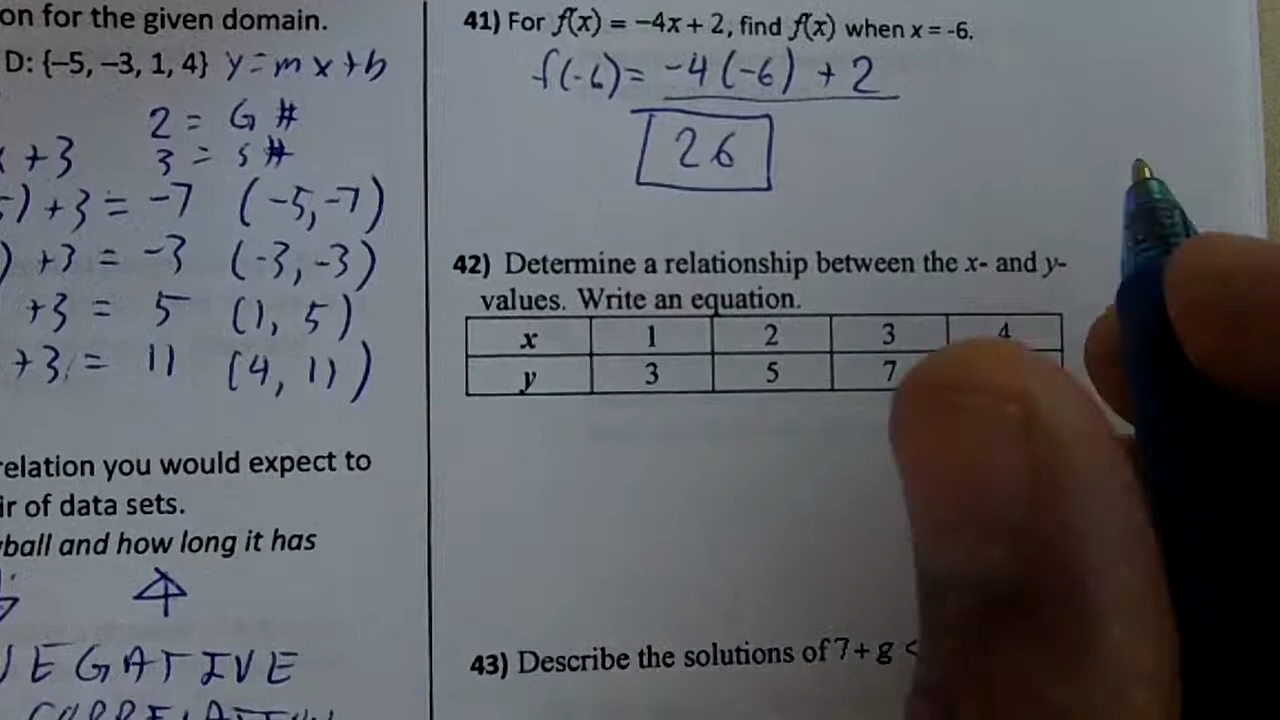 on for the given domain.
D: {–5, –3, 1, 4} y = mx + b
2 = G #
+3 3 = S #
) +3 = -7 (-5,-7)
) +3 = -3 (-3,-3)
+3 = 5 (1, 5)
+3 = 11 (4, 11)
relation you would expect to
ir of data sets.
ball and how long it has
NEGATIVE
41) For f(x) = −4x + 2, find f(x) when x = -6.
f(-6) = -4(-6) + 2
26
42) Determine a relationship between the x- and y-
values. Write an equation.
x 1 2 3 4
y 3 5 7
43) Describe the solutions of 7 + g <